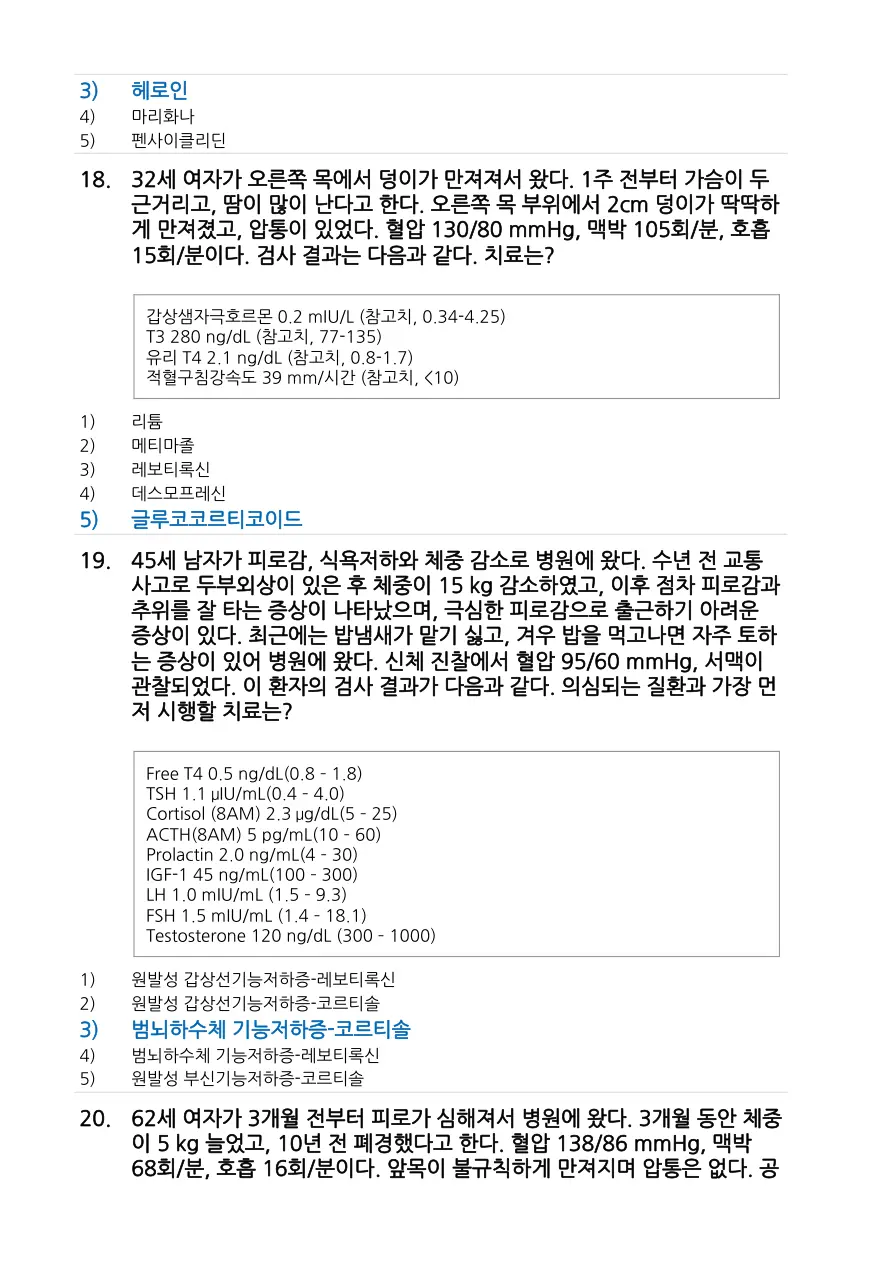 3) 헤로인
4) 마리화나
5) 펜사이클리딘
18. 32세 여자가 오른쪽 목에서 덩이가 만져져서 왔다. 1주 전부터 가슴이 두
근거리고, 땀이 많이 난다고 한다. 오른쪽 목 부위에서 2cm 덩이가 딱딱하
게 만져졌고, 압통이 있었다. 혈압 130/80 mmHg, 맥박 105회/분, 호흡
15회/분이다. 검사 결과는 다음과 같다. 치료는?
갑상샘자극호르몬 0.2 mIU/L (참고치, 0.34-4.25)
T3 280 ng/dL (참고치, 77-135)
유리 T4 2.1 ng/dL (참고치, 0.8-1.7)
적혈구침강속도 39 mm/시간 (참고치, <10)
1) 리튬
2) 메티마졸
3) 레보티록신
4) 데스모프레신
5) 글루코코르티코이드
19. 45세 남자가 피로감, 식욕저하와 체중 감소로 병원에 왔다. 수년 전 교통
사고로 두부외상이 있은 후 체중이 15 kg 감소하였고, 이후 점차 피로감과
추위를 잘 타는 증상이 나타났으며, 극심한 피로감으로 출근하기 아려운
증상이 있다. 최근에는 밥냄새가 맡기 싫고, 겨우 밥을 먹고나면 자주 토하
는 증상이 있어 병원에 왔다. 신체 진찰에서 혈압 95/60 mmHg, 서맥이
관찰되었다. 이 환자의 검사 결과가 다음과 같다. 의심되는 질환과 가장 먼
저 시행할 치료는?
Free T4 0.5 ng/dL(0.8 – 1.8)
TSH 1.1 μIU/mL(0.4 – 4.0)
Cortisol (8AM) 2.3 μg/dL(5 – 25)
ACTH(8AM) 5 pg/mL(10 – 60)
Prolactin 2.0 ng/mL(4 – 30)
IGF-1 45 ng/mL(100 – 300)
LH 1.0 mIU/mL (1.5 – 9.3)
FSH 1.5 mIU/mL (1.4 – 18.1)
Testosterone 120 ng/dL (300 – 1000)
1) 원발성 갑상선기능저하증-레보티록신
2) 원발성 갑상선기능저하증-코르티솔
3) 범뇌하수체 기능저하증-코르티솔
4) 범뇌하수체 기능저하증-레보티록신
5) 원발성 부신기능저하증-코르티솔
20. 62세 여자가 3개월 전부터 피로가 심해져서 병원에 왔다. 3개월 동안 체중
이 5 kg 늘었고, 10년 전 폐경했다고 한다. 혈압 138/86 mmHg, 맥박
68회/분, 호흡 16회/분이다. 앞목이 불규칙하게 만져지며 압통은 없다. 공